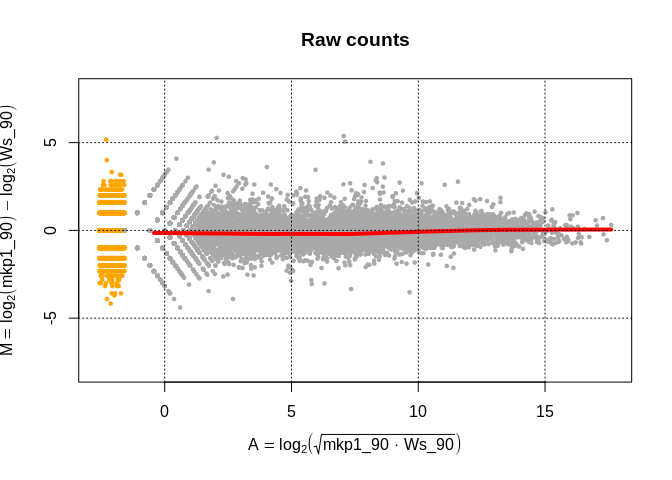 Raw counts
M = log₂(mkp1_90) − log₂(Ws_90)
5
0
-5
0 5 10 15
A = log₂(√mkp1_90 · Ws_90)